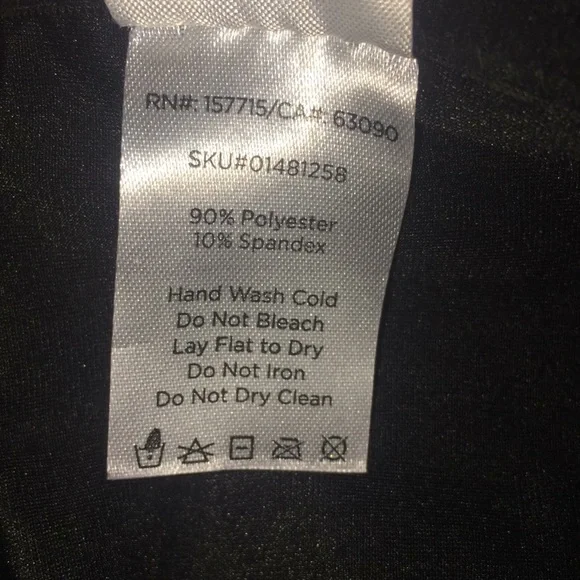 RN#: 157715/CA#: 63090
SKU#01481258
90% Polyester
10% Spandex
Hand Wash Cold
Do Not Bleach
Lay Flat to Dry
Do Not Iron
Do Not Dry Clean